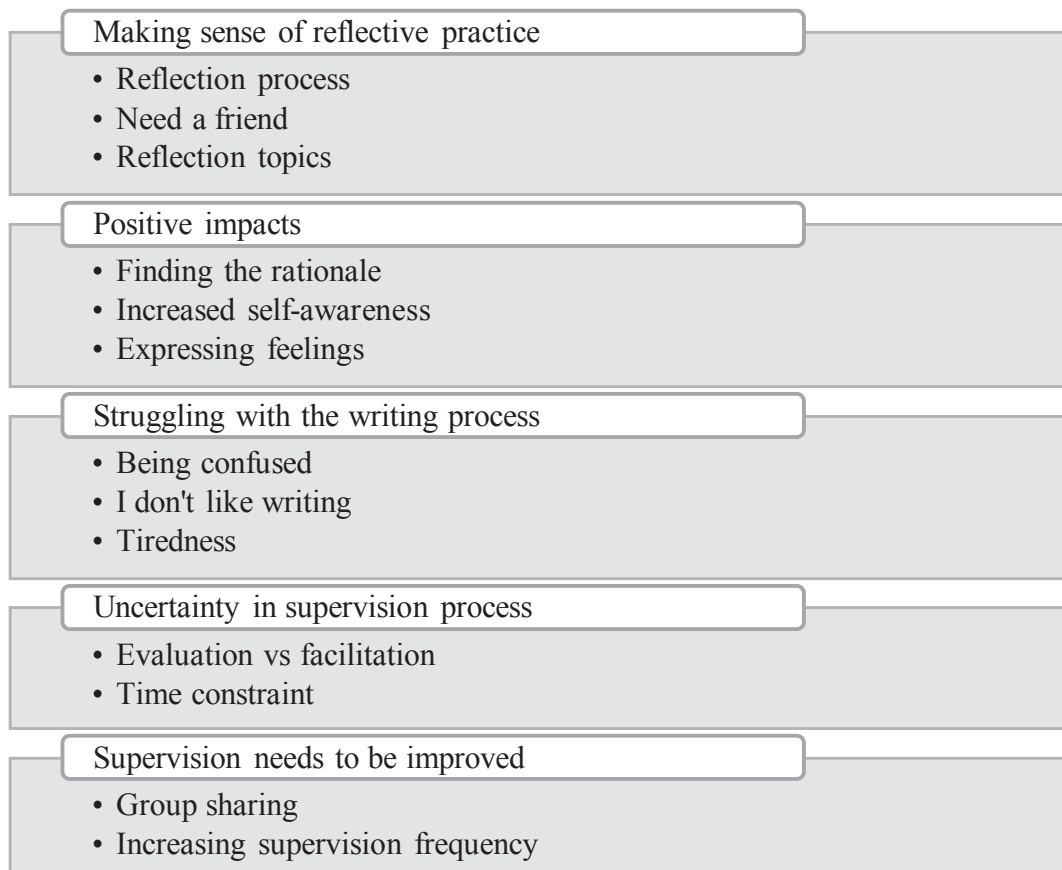 Making sense of reflective practice
• Reflection process
• Need a friend
• Reflection topics
Positive impacts
• Finding the rationale
• Increased self-awareness
• Expressing feelings
Struggling with the writing process
• Being confused
• I don't like writing
• Tiredness
Uncertainty in supervision process
• Evaluation vs facilitation
• Time constraint
Supervision needs to be improved
• Group sharing
• Increasing supervision frequency